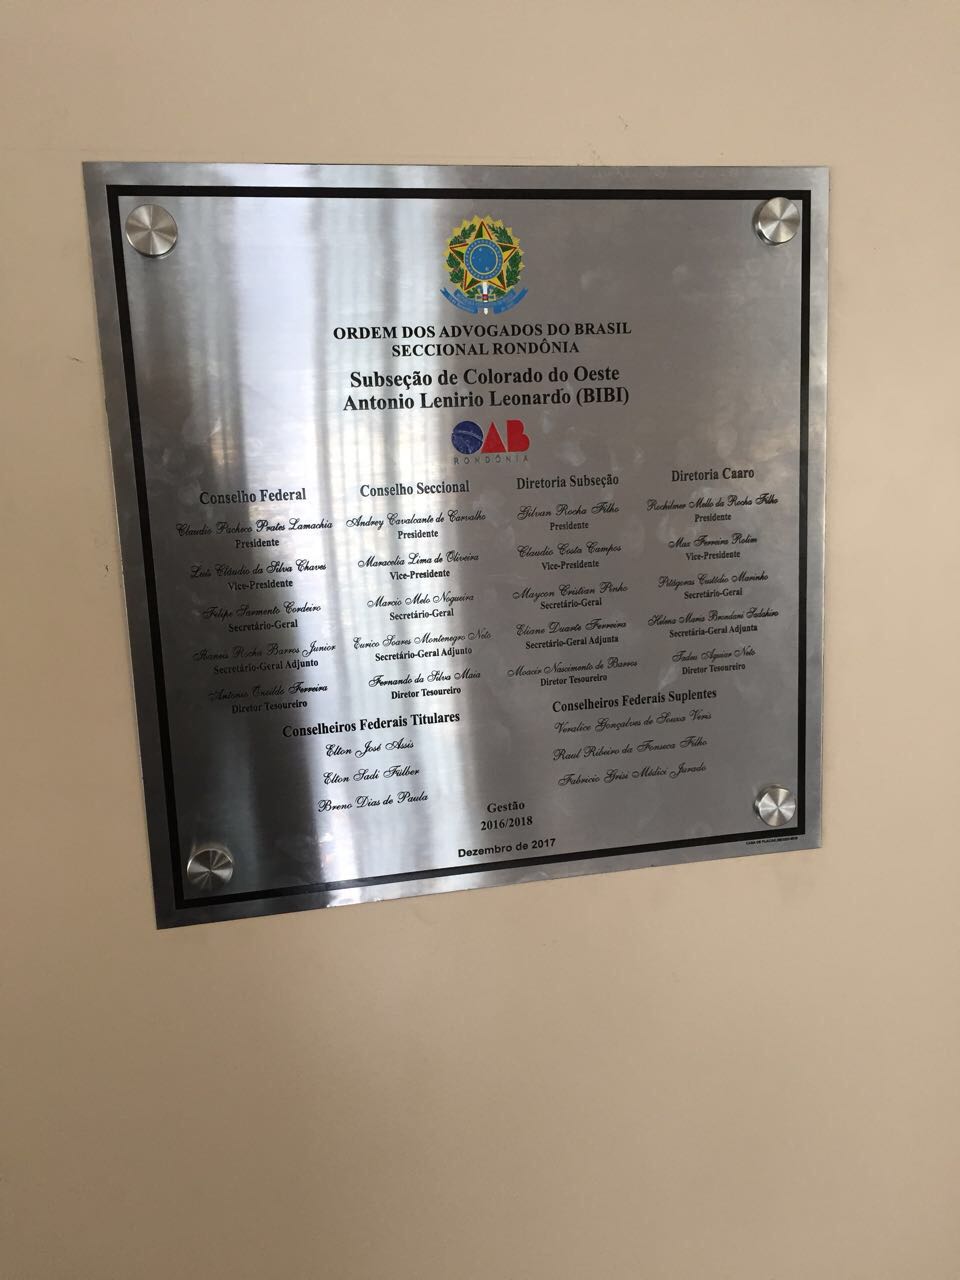 ORDEM DOS ADVOGADOS DO BRASIL
SECCIONAL RONDÔNIA
Subseção de Colorado do Oeste
Antonio Lenirio Leonardo (BIBI)
OAB
RONDÔNIA
Conselho Federal
Claudio Pacheco Prates Lamachia
Presidente
Luís Cláudio da Silva Chaves
Vice-Presidente
Felipe Sarmento Cordeiro
Secretário-Geral
Ibaneis Rocha Barros Junior
Secretário-Geral Adjunto
Antonio Oneildo Ferreira
Diretor Tesoureiro
Conselho Seccional
Andrey Cavalcante de Carvalho
Presidente
Maracelia Lima de Oliveira
Vice-Presidente
Marcio Melo Nogueira
Secretário-Geral
Eurico Soares Montenegro Neto
Secretário-Geral Adjunto
Fernando da Silva Maia
Diretor Tesoureiro
Diretoria Subseção
Gilvan Rocha Filho
Presidente
Claudio Costa Campos
Vice-Presidente
Maycon Cristian Pinho
Secretário-Geral
Eliane Duarte Ferreira
Secretário-Geral Adjunta
Moacir Nascimento de Barros
Diretor Tesoureiro
Diretoria Caaro
Rochilmer Mello da Rocha Filho
Presidente
Max Ferreira Rolim
Vice-Presidente
Pitágoras Custódio Marinho
Secretário-Geral
Helena Maria Brondani Sadahiro
Secretária-Geral Adjunta
Tadeu Aguiar Neto
Diretor Tesoureiro
Conselheiros Federais Titulares
Elton José Assis
Elton Sadi Fülber
Breno Dias de Paula
Conselheiros Federais Suplentes
Veralice Gonçalves de Souza Veris
Raul Ribeiro da Fonseca Filho
Fabricio Grisi Médici Jurado
Gestão
2016/2018
Dezembro de 2017